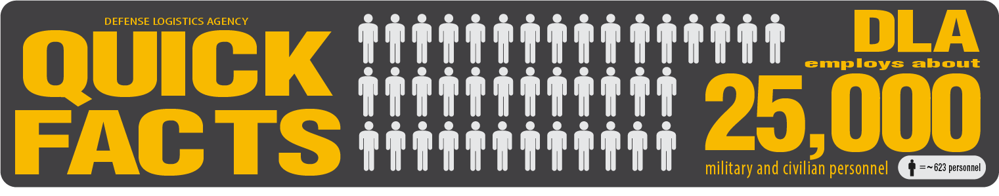 DEFENSE LOGISTICS AGENCY
QUICK
FACTS
DLA
employs about
25,000
military and civilian personnel
=~623 personnel